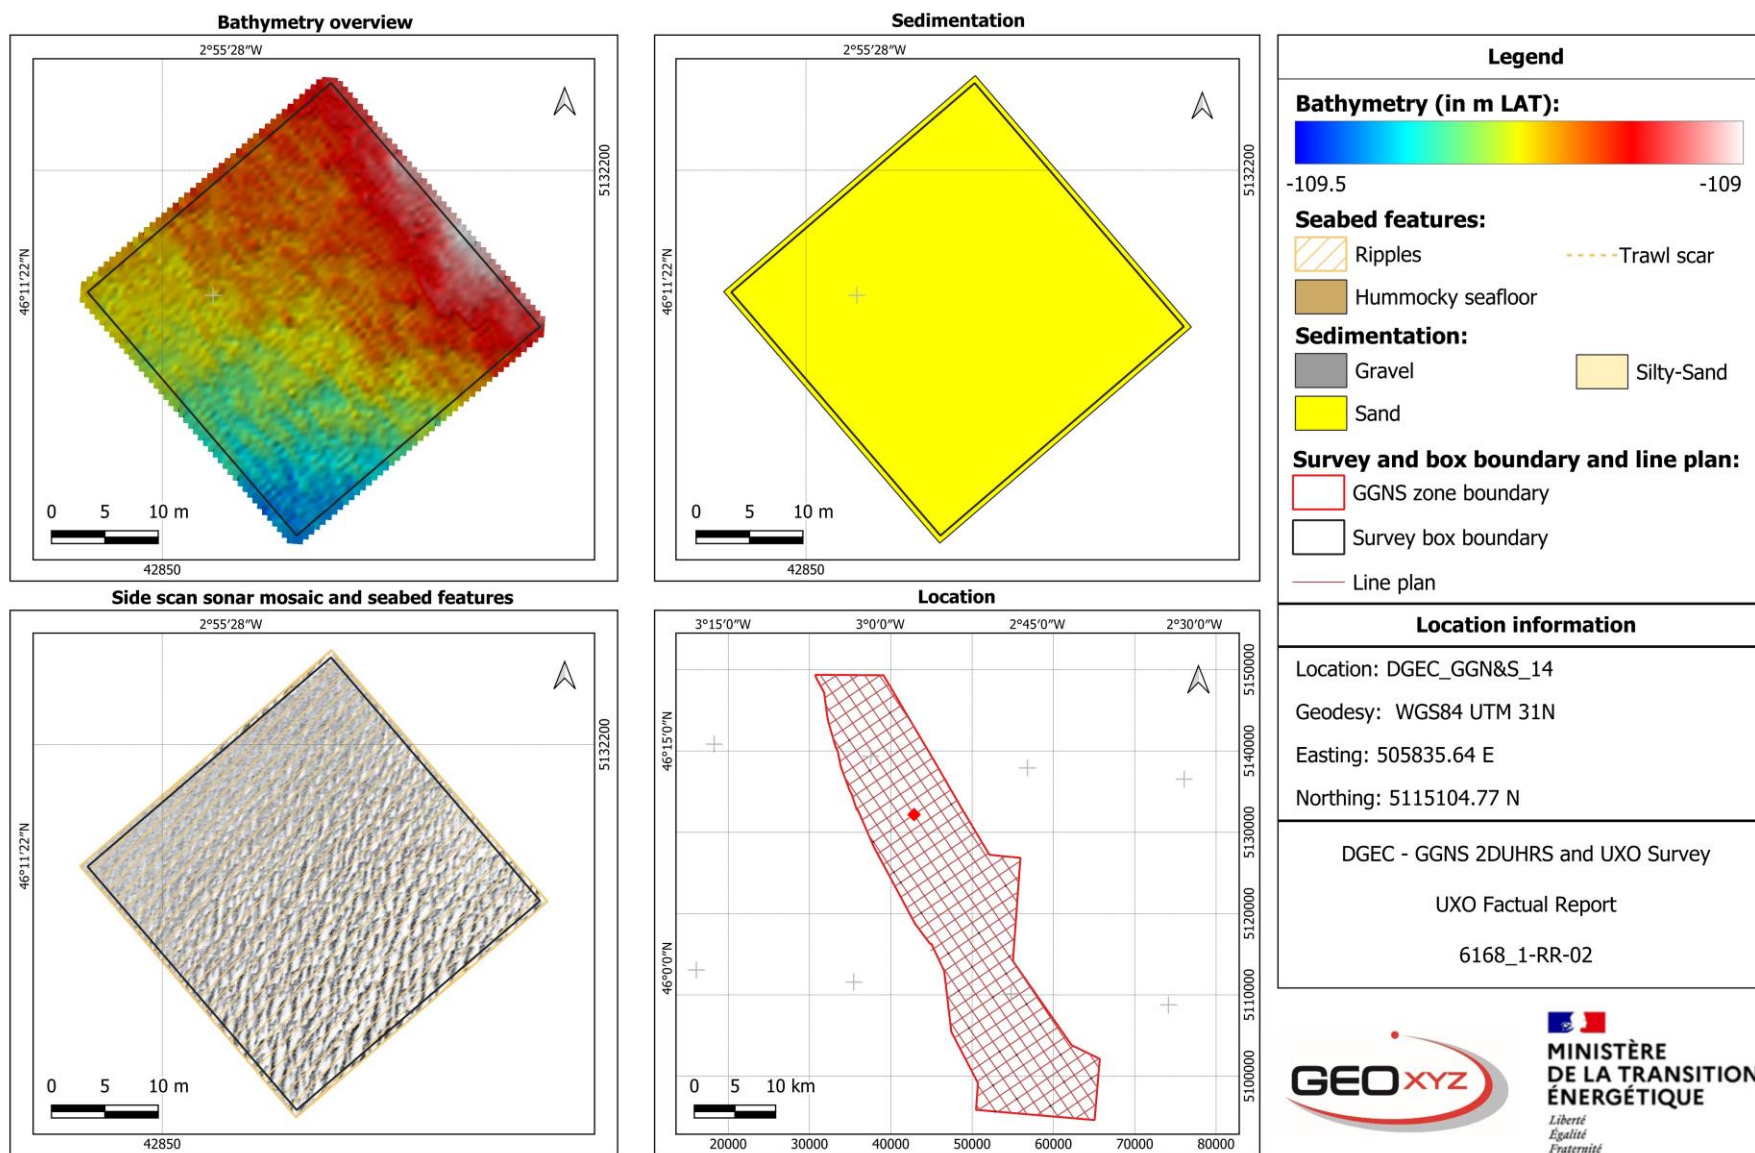 Bathymetry overview
2°55'28"W
46°11'22"N
5132200
0 5 10 m
42850
Sedimentation
2°55'28"W
46°11'22"N
5132200
0 5 10 m
42850
Side scan sonar mosaic and seabed features
2°55'28"W
46°11'22"N
5132200
0 5 10 m
42850
Location
3°15'0"W 3°0'0"W 2°45'0"W 2°30'0"W
46°15'0"N
46°0'0"N
5150000
5140000
5130000
5120000
5110000
5100000
0 5 10 km
20000 30000 40000 50000 60000 70000 80000
Legend
Bathymetry (in m LAT):
-109.5 -109
Seabed features:
Ripples
Trawl scar
Hummocky seafloor
Sedimentation:
Gravel
Silty-Sand
Sand
Survey and box boundary and line plan:
GGNS zone boundary
Survey box boundary
Line plan
Location information
Location: DGEC_GGN&S_14
Geodesy: WGS84 UTM 31N
Easting: 505835.64 E
Northing: 5115104.77 N
DGEC - GGNS 2DUHRS and UXO Survey
UXO Factual Report
6168_1-RR-02
GEOXYZ
MINISTÈRE
DE LA TRANSITION
ÉNERGÉTIQUE
Liberté
Égalité
Fraternité